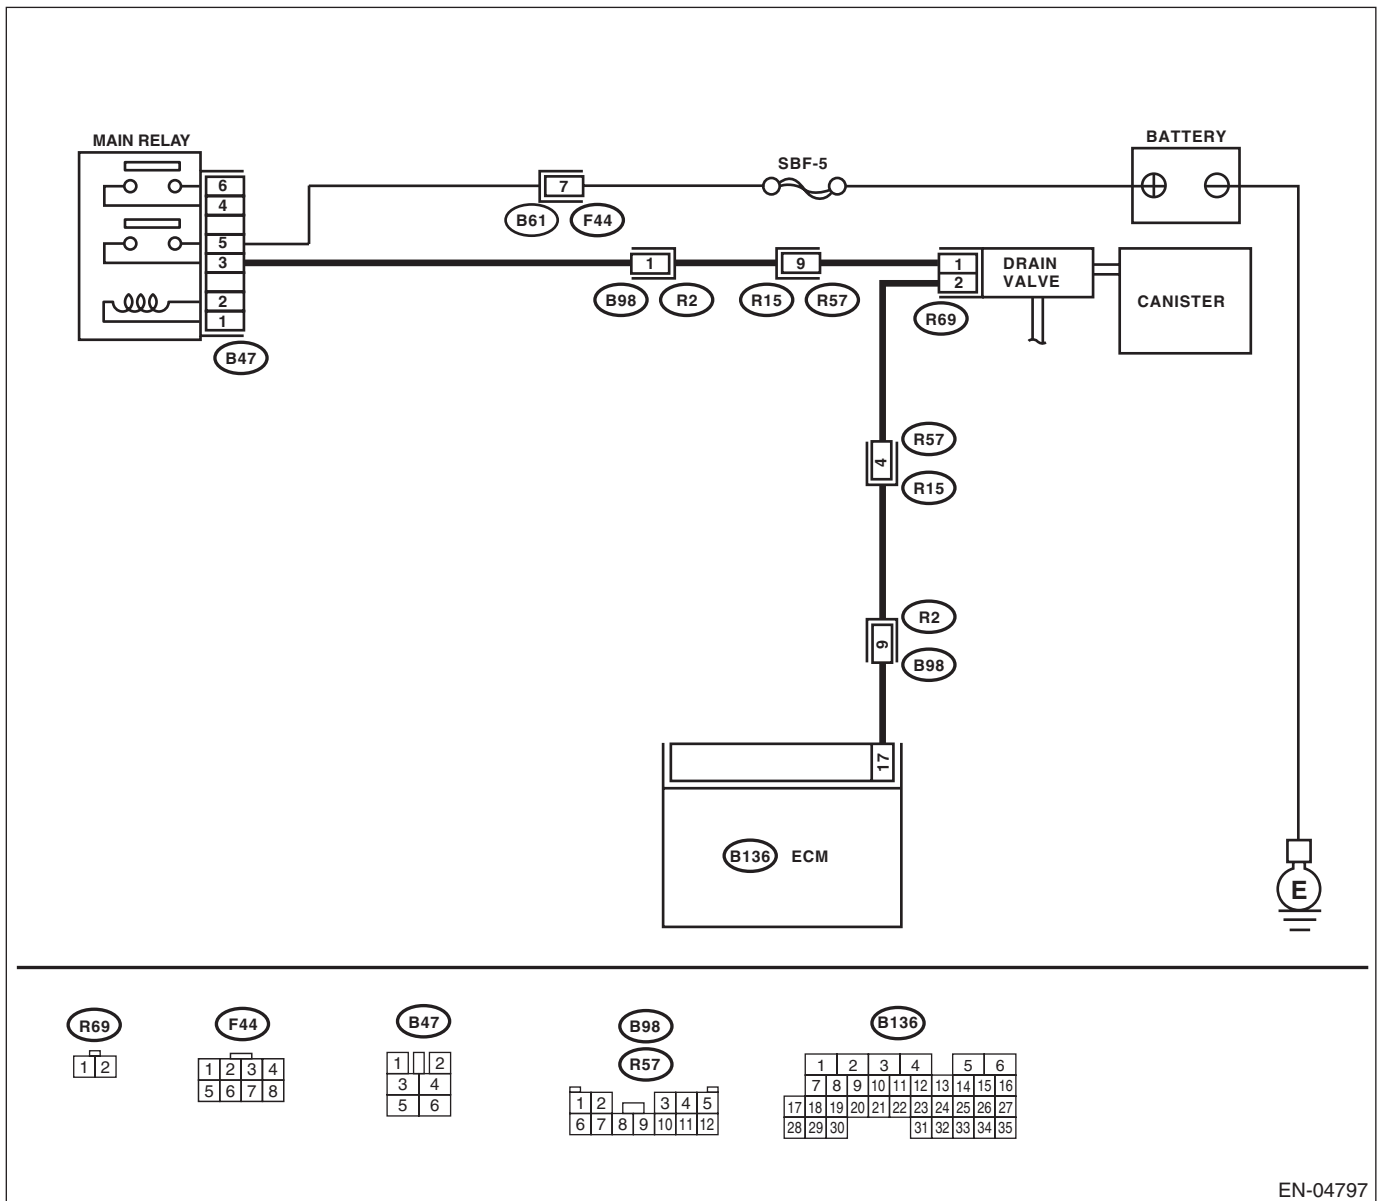 MAIN RELAY
6
4
5
3
2
1
B47
7
B61 F44
SBF-5
BATTERY
1
B98 R2
9
R15 R57
1
2
R69
DRAIN
VALVE
CANISTER
4
R57
R15
9
R2
B98
17
B136 ECM
E
R69
1 2
F44
1 2 3 4
5 6 7 8
B47
1 2
3 4
5 6
B98
R57
1 2 3 4 5
6 7 8 9 10 11 12
B136
1 2 3 4 5 6
7 8 9 10 11 12 13 14 15 16
17 18 19 20 21 22 23 24 25 26 27
28 29 30 31 32 33 34 35
EN-04797